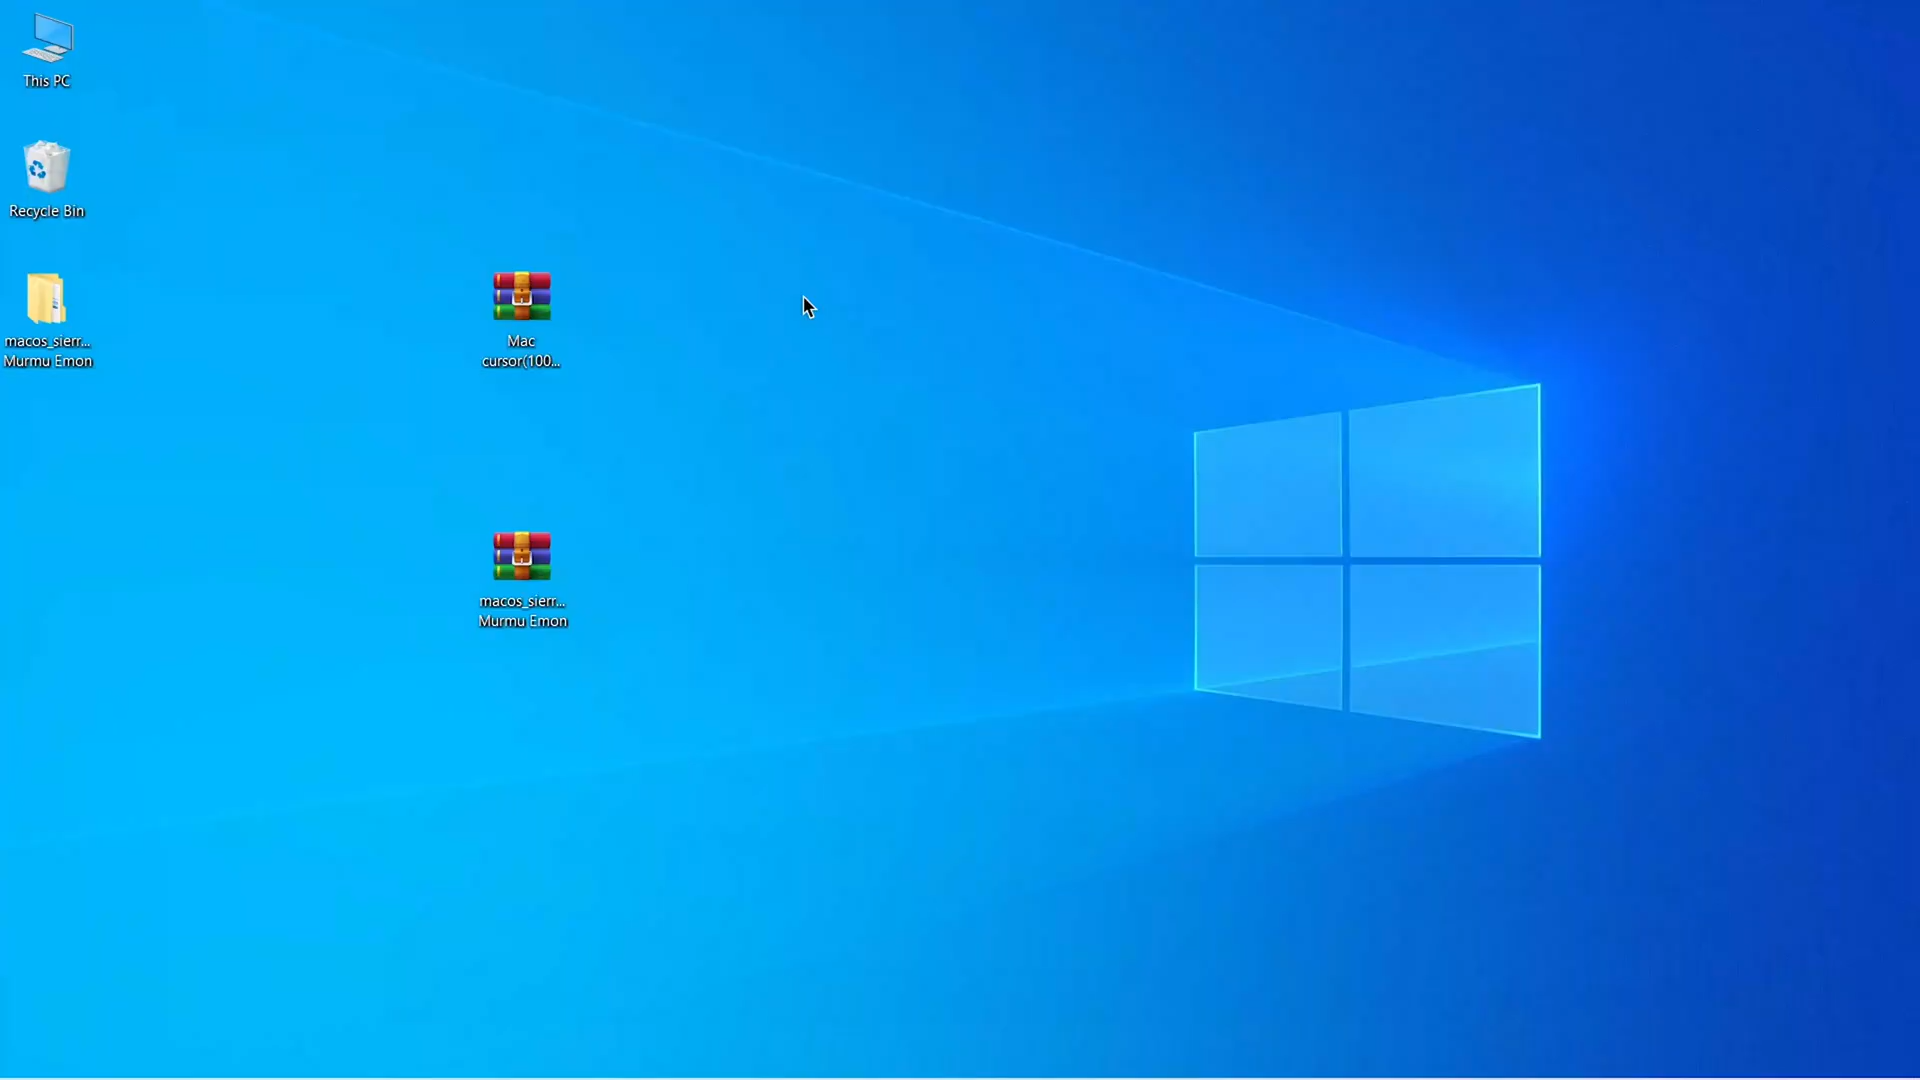 This PC
Recycle Bin
macos_sierr...
Murmu Emon
Mac
cursor(100...
macos_sierr...
Murmu Emon